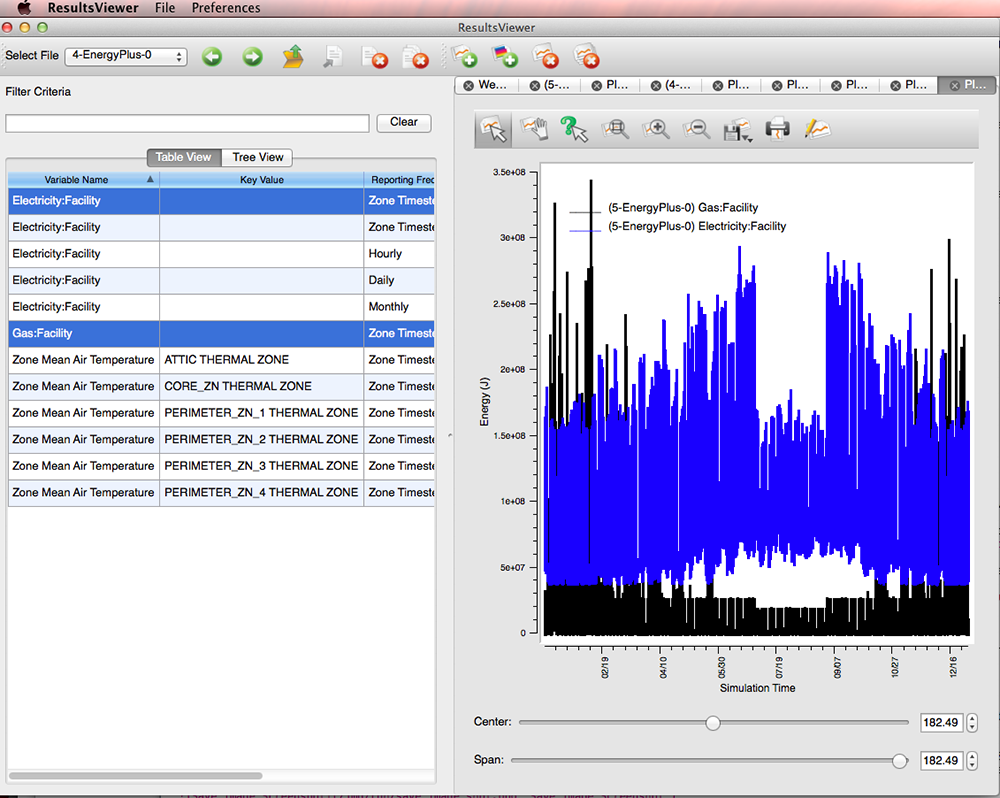 ResultsViewer File Preferences
ResultsViewer
Select File 4-EnergyPlus-0
Filter Criteria
Clear
Table View Tree View
Variable Name Key Value Reporting Frec
Electricity:Facility Zone Timeste
Electricity:Facility Zone Timeste
Electricity:Facility Hourly
Electricity:Facility Daily
Electricity:Facility Monthly
Gas:Facility Zone Timeste
Zone Mean Air Temperature ATTIC THERMAL ZONE Zone Timeste
Zone Mean Air Temperature CORE_ZN THERMAL ZONE Zone Timeste
Zone Mean Air Temperature PERIMETER_ZN_1 THERMAL ZONE Zone Timeste
Zone Mean Air Temperature PERIMETER_ZN_2 THERMAL ZONE Zone Timeste
Zone Mean Air Temperature PERIMETER_ZN_3 THERMAL ZONE Zone Timeste
Zone Mean Air Temperature PERIMETER_ZN_4 THERMAL ZONE Zone Timeste
We... (5-... Pl... (4-... Pl... Pl... Pl... Pl... Pl...
(5-EnergyPlus-0) Gas:Facility
(5-EnergyPlus-0) Electricity:Facility
Energy (J)
3.5e+08
3e+08
2.5e+08
2e+08
1.5e+08
1e+08
5e+07
0
02/19 04/10 05/30 07/19 09/07 10/27 12/16
Simulation Time
Center: 182.49
Span: 182.49